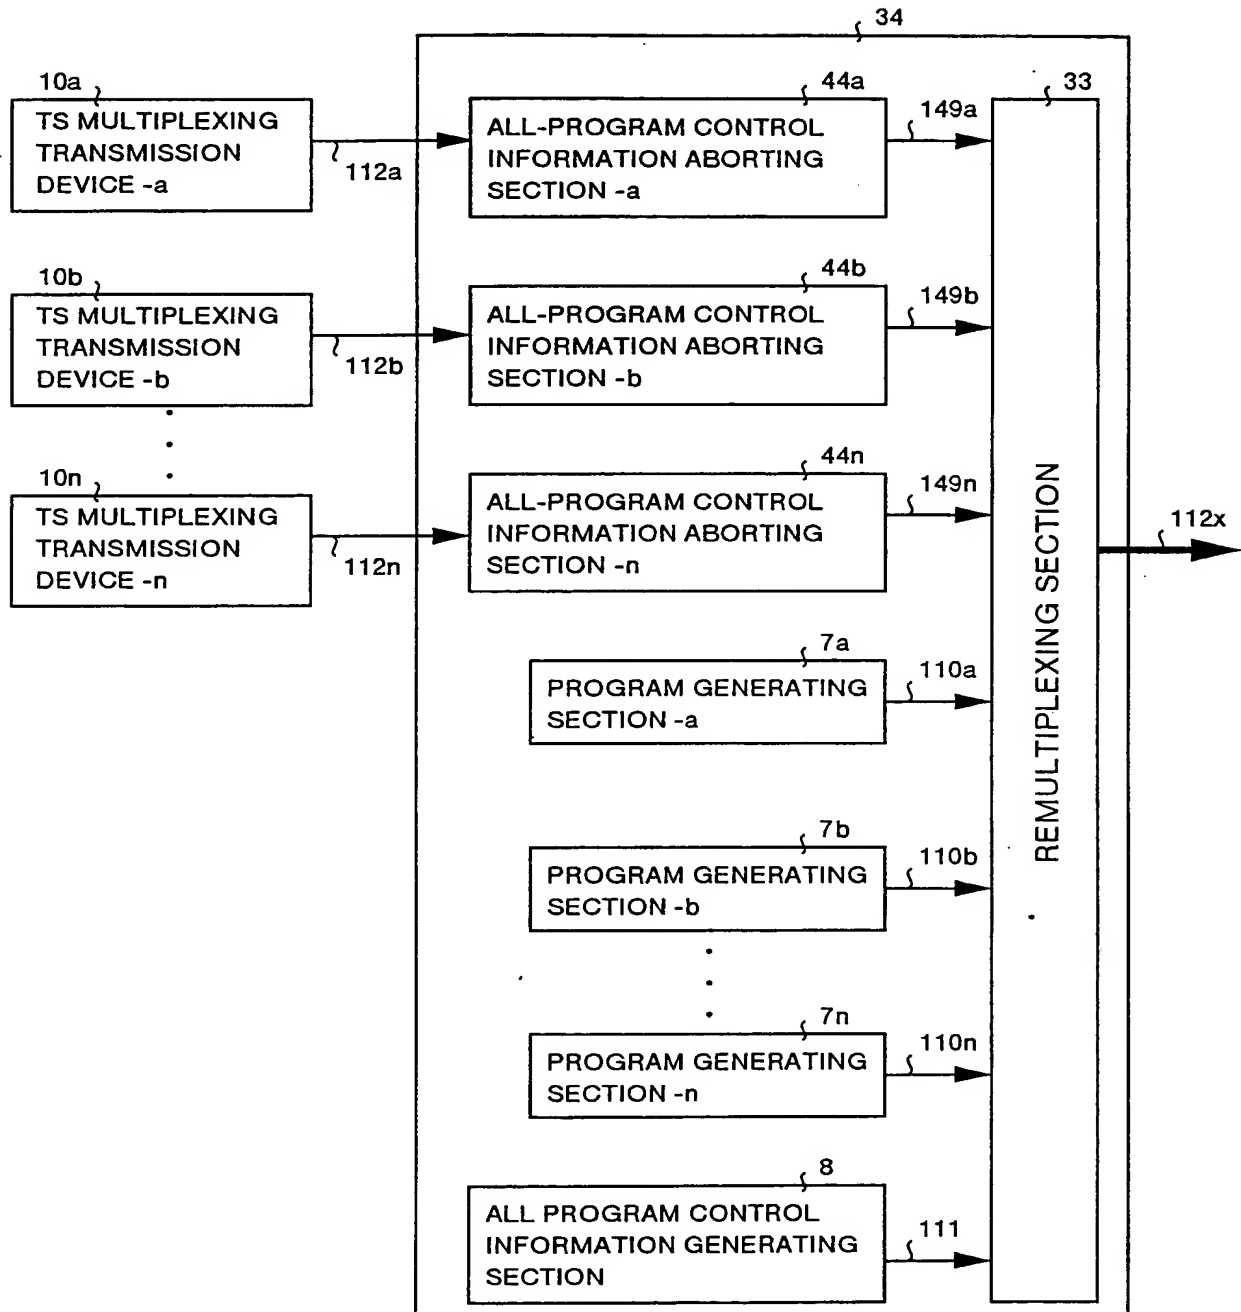 34
10a
TS MULTIPLEXING
TRANSMISSION
DEVICE -a
112a
44a
ALL-PROGRAM CONTROL
INFORMATION ABORTING
SECTION -a
149a
33
10b
TS MULTIPLEXING
TRANSMISSION
DEVICE -b
112b
44b
ALL-PROGRAM CONTROL
INFORMATION ABORTING
SECTION -b
149b
10n
TS MULTIPLEXING
TRANSMISSION
DEVICE -n
112n
44n
ALL-PROGRAM CONTROL
INFORMATION ABORTING
SECTION -n
149n
REMULTIPLEXING SECTION
112x
7a
PROGRAM GENERATING
SECTION -a
110a
7b
PROGRAM GENERATING
SECTION -b
110b
7n
PROGRAM GENERATING
SECTION -n
110n
8
ALL PROGRAM CONTROL
INFORMATION GENERATING
SECTION
111